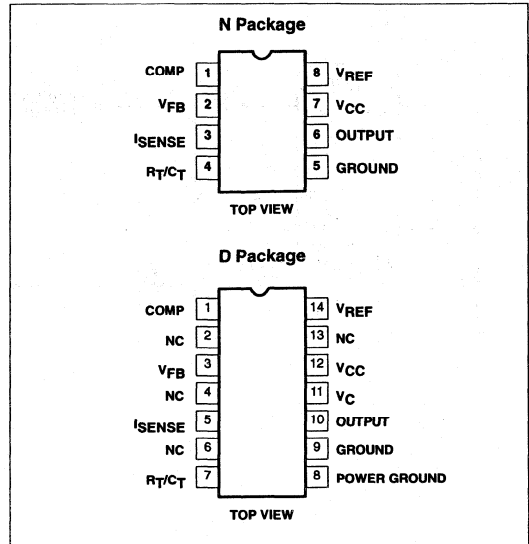 N Package
COMP 1 8 VREF
VFB 2 7 VCC
ISENSE 3 6 OUTPUT
RT/CT 4 5 GROUND
TOP VIEW
D Package
COMP 1 14 VREF
NC 2 13 NC
VFB 3 12 VCC
NC 4 11 VC
ISENSE 5 10 OUTPUT
NC 6 9 GROUND
RT/CT 7 8 POWER GROUND
TOP VIEW